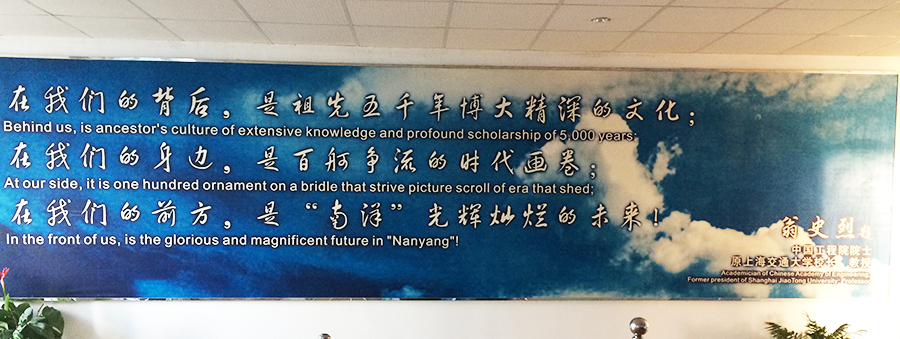 在我们的背后，是祖先五千年博大精深的文化；
Behind us, is ancestor's culture of extensive knowledge and profound scholarship of 5,000 years;
在我们的身边，是百舸争流的时代画卷；
At our side, it is one hundred ornament on a bridle that strive picture scroll of era that shed;
在我们的前方，是“南洋”光辉灿烂的未来！
In the front of us, is the glorious and magnificent future in "Nanyang"!
翁史烈
中国工程院院士
原上海交通大学校长、教授
Academician of Chinese Academy of Engineering
Former president of Shanghai JiaoTong University, Professor